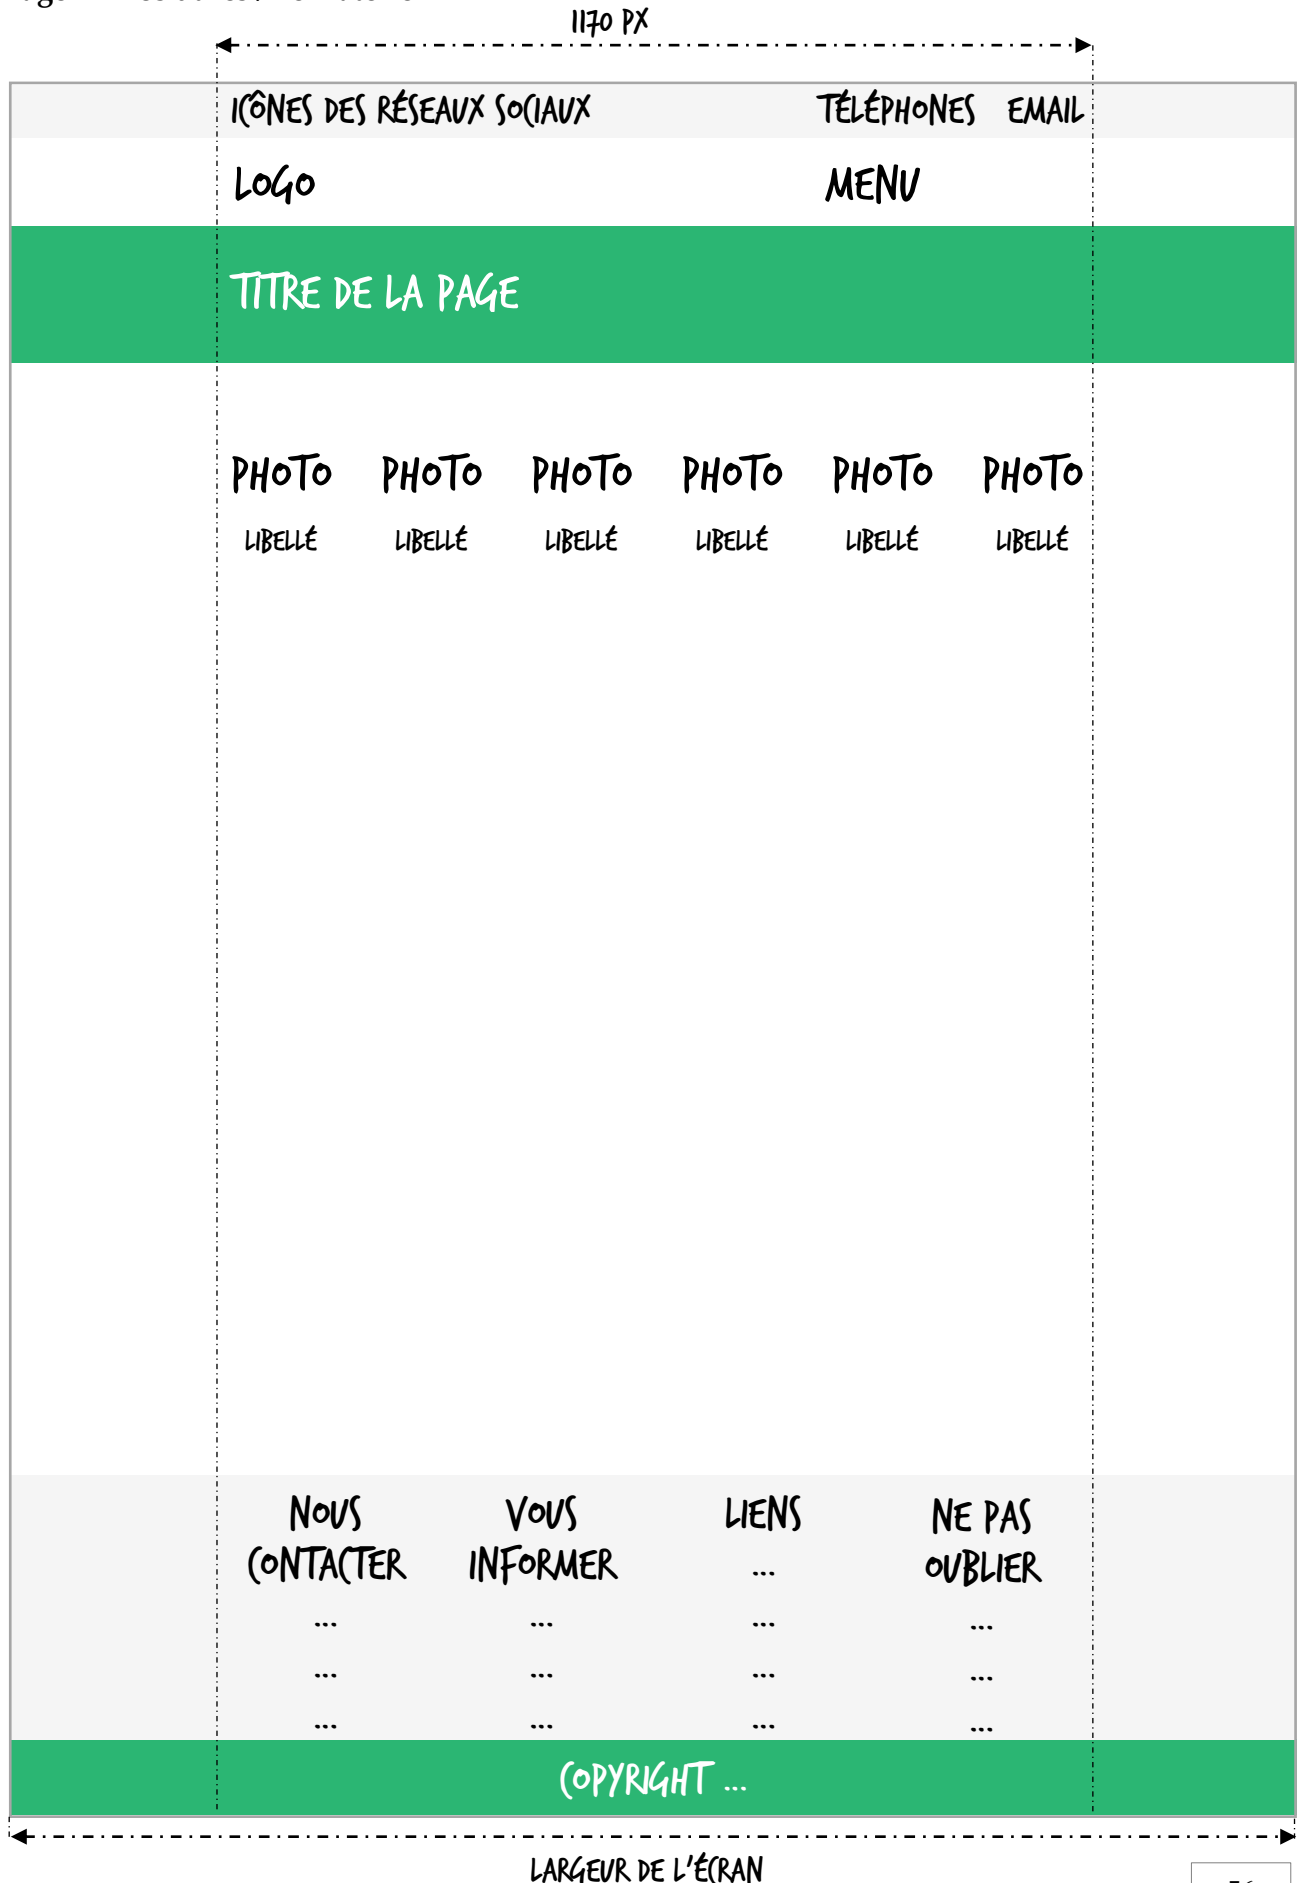 1170 PX
ICÔNES DES RÉSEAUX SOCIAUX TÉLÉPHONES EMAIL
LOGO MENU
TITRE DE LA PAGE
PHOTO PHOTO PHOTO PHOTO PHOTO PHOTO
LIBELLÉ LIBELLÉ LIBELLÉ LIBELLÉ LIBELLÉ LIBELLÉ
NOUS VOUS LIENS NE PAS
CONTACTER INFORMER ... OUBLIER
... ... ... ...
... ... ... ...
... ... ... ...
COPYRIGHT ...
LARGEUR DE L'ÉCRAN